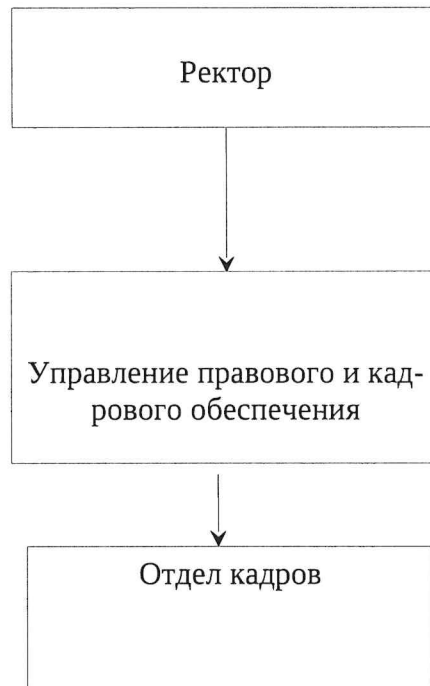 Ректор
Управление правового и кад-
рового обеспечения
Отдел кадров